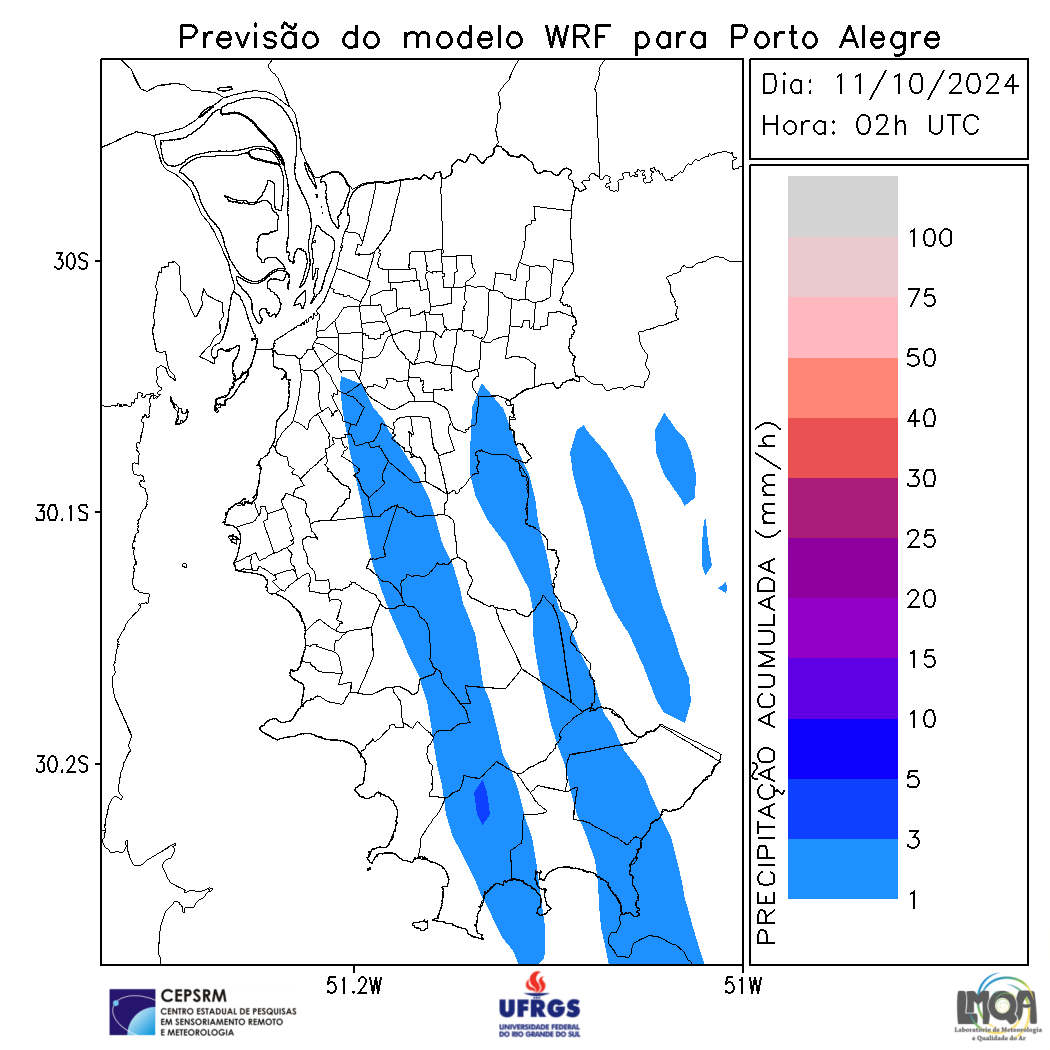 Previsão do modelo WRF para Porto Alegre
Dia: 11/10/2024
Hora: 02h UTC
30S
30.1S
30.2S
51.2W
51W
PRECIPITAÇÃO ACUMULADA (mm/h)
100
75
50
40
30
25
20
15
10
5
3
1
CEPSRM
CENTRO ESTADUAL DE PESQUISAS
EM SENSORIAMENTO REMOTO
E METEOROLOGIA
UFRGS
UNIVERSIDADE FEDERAL
DO RIO GRANDE DO SUL
LMQA
Laboratório de Meteorologia
e Qualidade do Ar